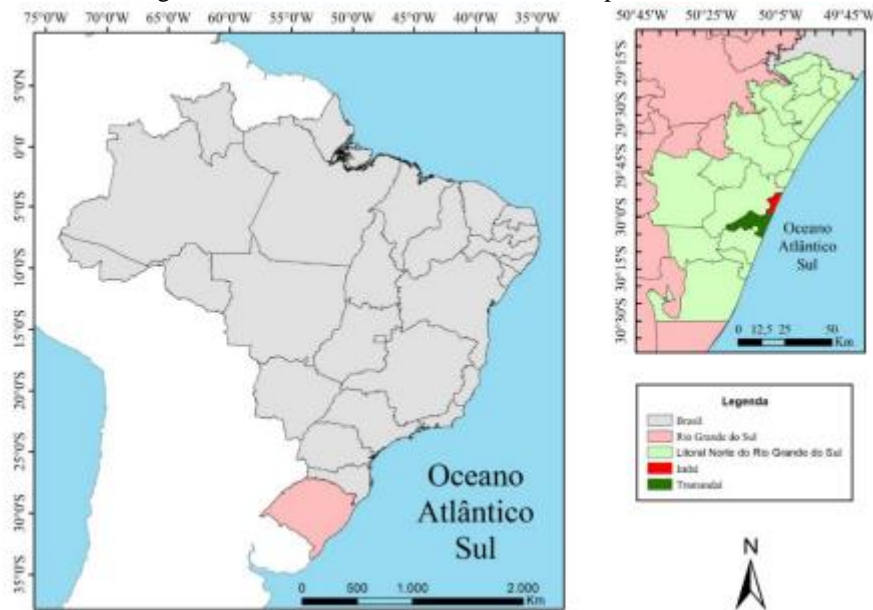 75°W 70°0'W 65°0'W 60°0'W 55°0'W 50°0'W 45°0'W 40°0'W 35°0'W
5°0'N
0°0'
5°0'S
10°0'S
15°0'S
20°0'S
25°0'S
30°0'S
35°0'S
Oceano
Atlântico
Sul
0 500 1.000 2.000
Km
50°45'W 50°25'W 50°5'W 49°45'W
29°15'S
29°30'S
29°45'S
30°0'S
30°15'S
30°30'S
Oceano
Atlântico
Sul
0 12,5 25 50
Km
Legenda
Brasil
Rio Grande do Sul
Litoral Norte do Rio Grande do Sul
Imbé
Tramandaí
N